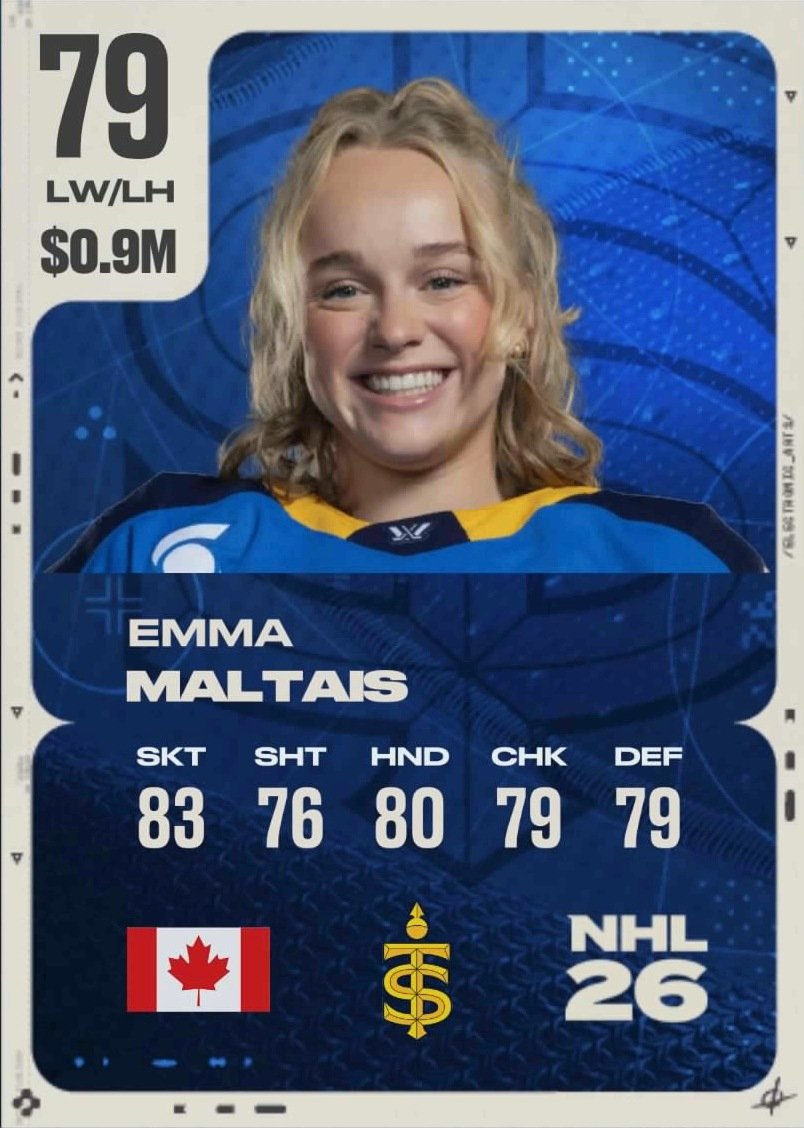 79
LW/LH
$0.9M
EMMA
MALTAIS
SKT SHT HND CHK DEF
83 76 80 79 79
TS
NHL
26